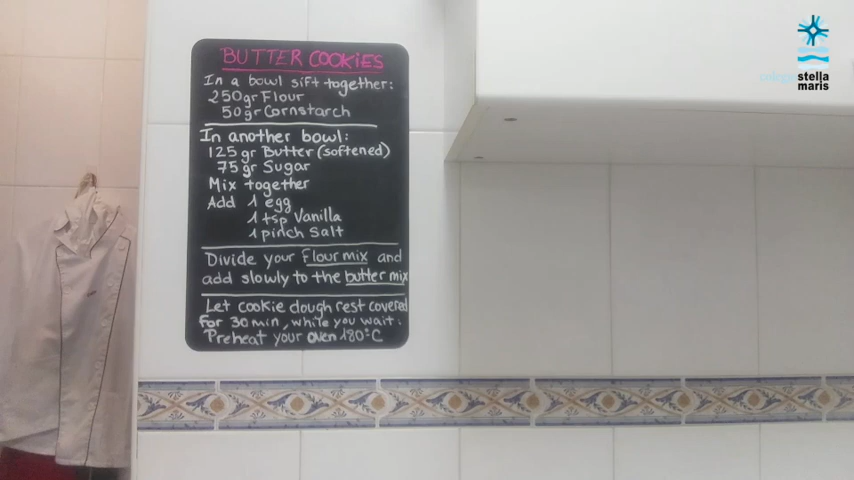 BUTTER COOKIES
In a bowl sift together:
250gr Flour
50gr Cornstarch
In another bowl:
125 gr Butter (softened)
75 gr Sugar
Mix together
Add 1 egg
1 tsp Vanilla
1 pinch Salt
Divide your Flour mix and
add slowly to the butter mix
Let cookie dough rest covered
For 30 min, while you wait:
Preheat your oven 180°C
colegio stella
maris